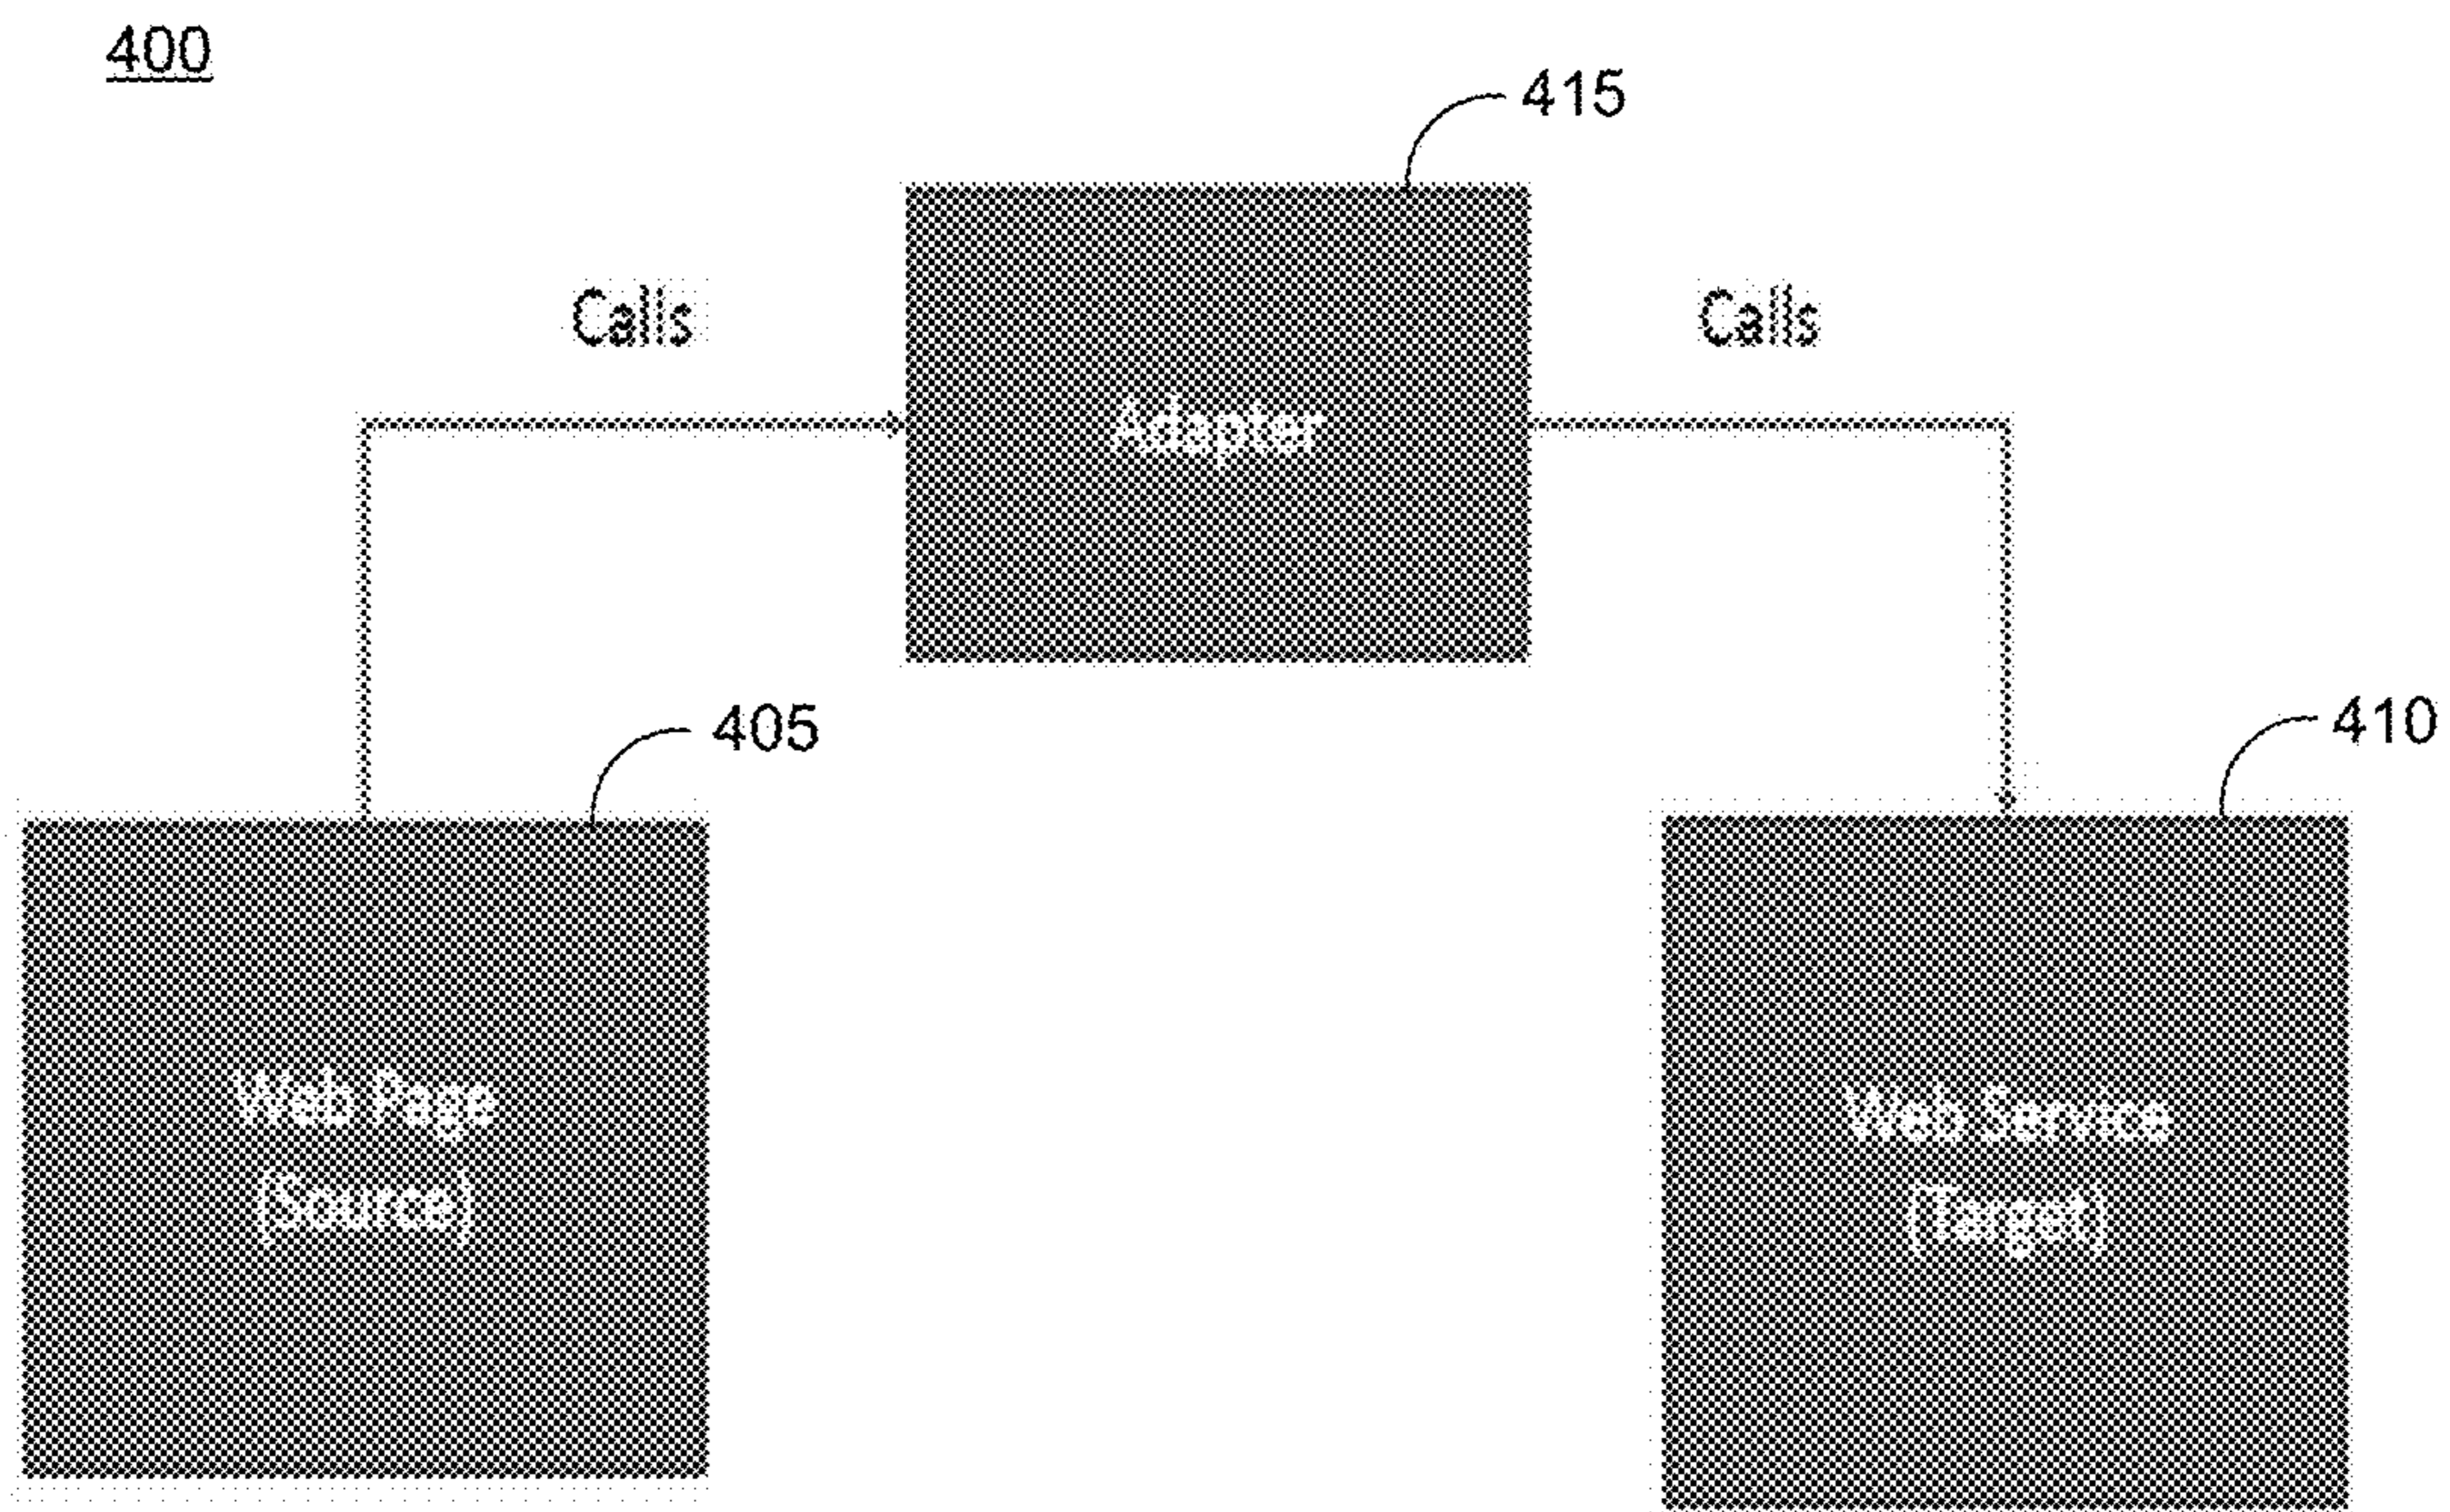 400
415
Calls
Calls
Adapter
405
410
Web Page
(Source)
Web Service
(Target)